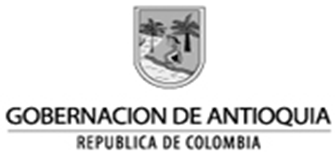 GOBERNACION DE ANTIOQUIA
REPUBLICA DE COLOMBIA